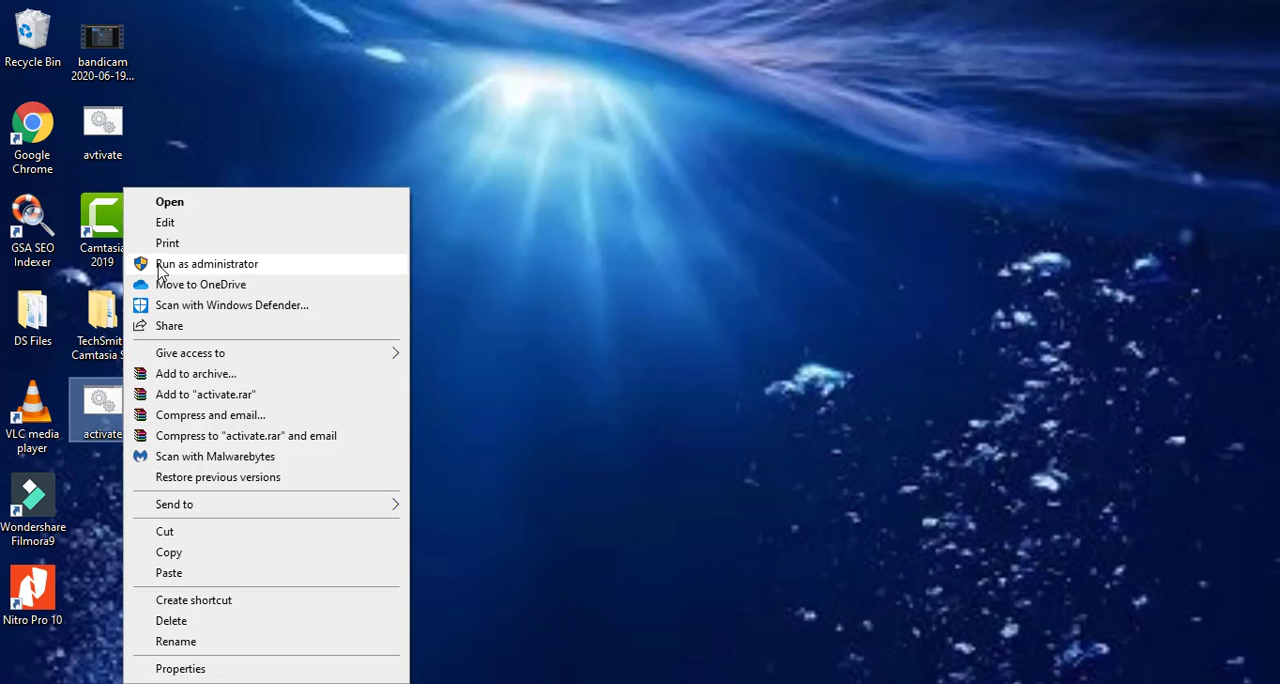 Recycle Bin
bandicam
2020-06-19...
Google
Chrome
avtivate
GSA SEO
Indexer
Camtasia
2019
DS Files
TechSmit
Camtasia S
VLC media
player
activate
Wondershare
Filmora9
Nitro Pro 10
Open
Edit
Print
Run as administrator
Move to OneDrive
Scan with Windows Defender...
Share
Give access to
Add to archive...
Add to "activate.rar"
Compress and email...
Compress to "activate.rar" and email
Scan with Malwarebytes
Restore previous versions
Send to
Cut
Copy
Paste
Create shortcut
Delete
Rename
Properties